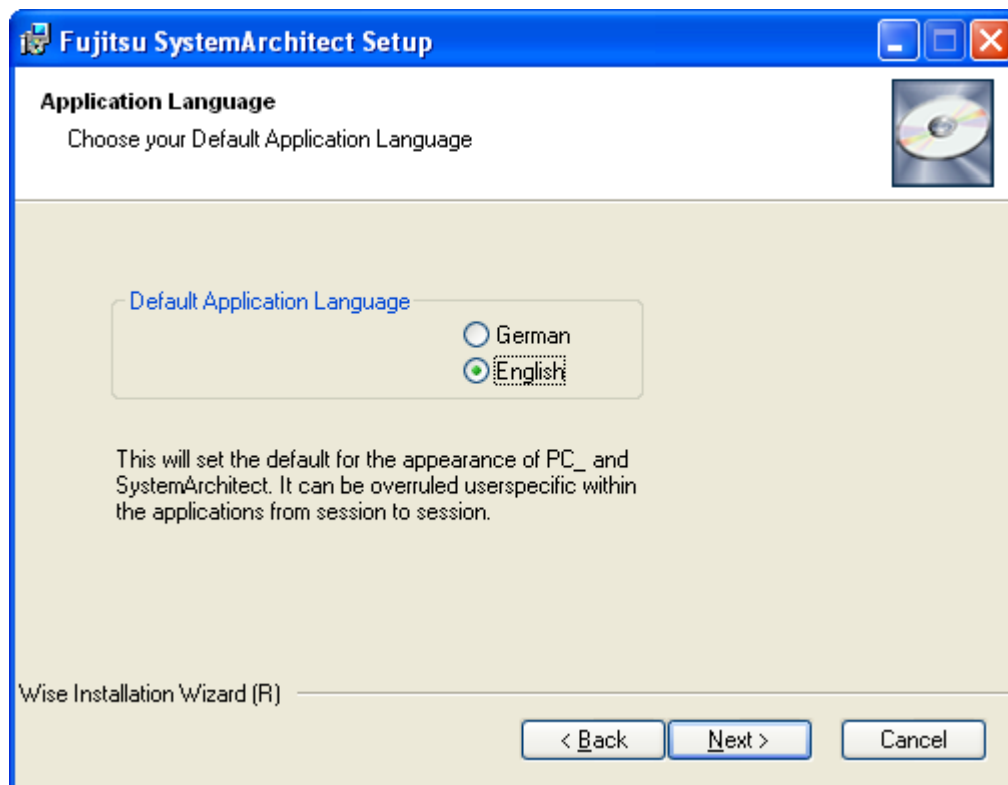 Fujitsu SystemArchitect Setup
Application Language
Choose your Default Application Language
Default Application Language
German
English
This will set the default for the appearance of PC_ and
SystemArchitect. It can be overruled userspecific within
the applications from session to session.
Wise Installation Wizard (R)
< Back
Next >
Cancel